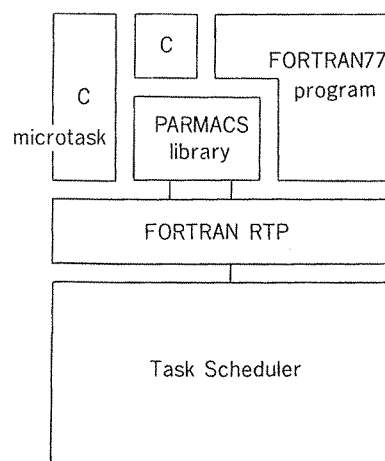 C
microtask
C
FORTRAN77
program
PARMACS
library
FORTRAN RTP
Task Scheduler